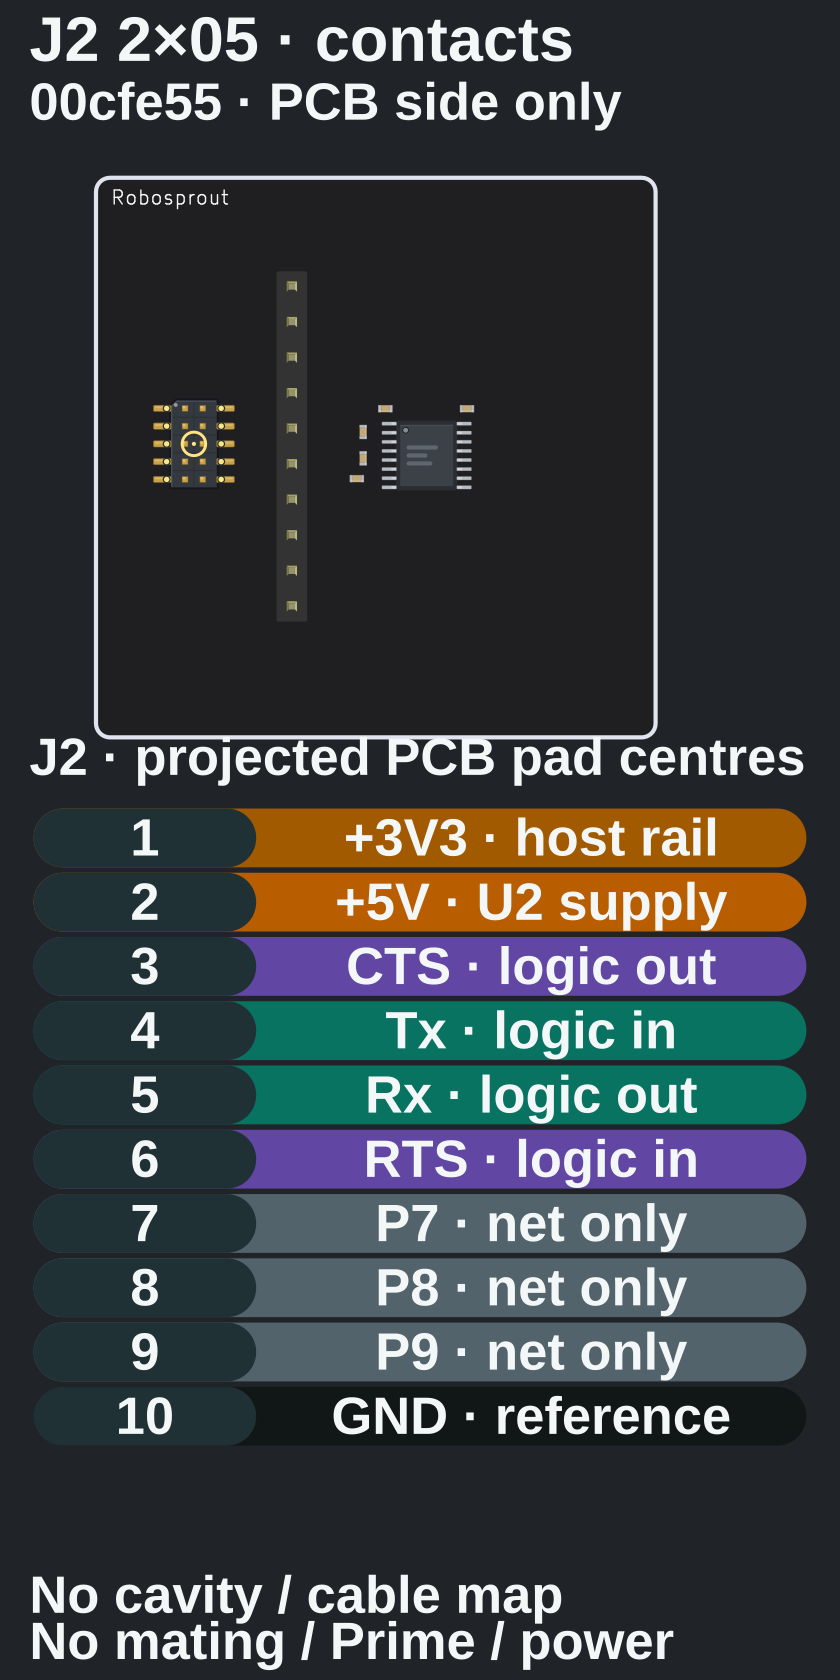 J2 2×05 · contacts
00cfe55 · PCB side only
Robosprout
J2 · projected PCB pad centres
1 +3V3 · host rail
2 +5V · U2 supply
3 CTS · logic out
4 Tx · logic in
5 Rx · logic out
6 RTS · logic in
7 P7 · net only
8 P8 · net only
9 P9 · net only
10 GND · reference
No cavity / cable map
No mating / Prime / power